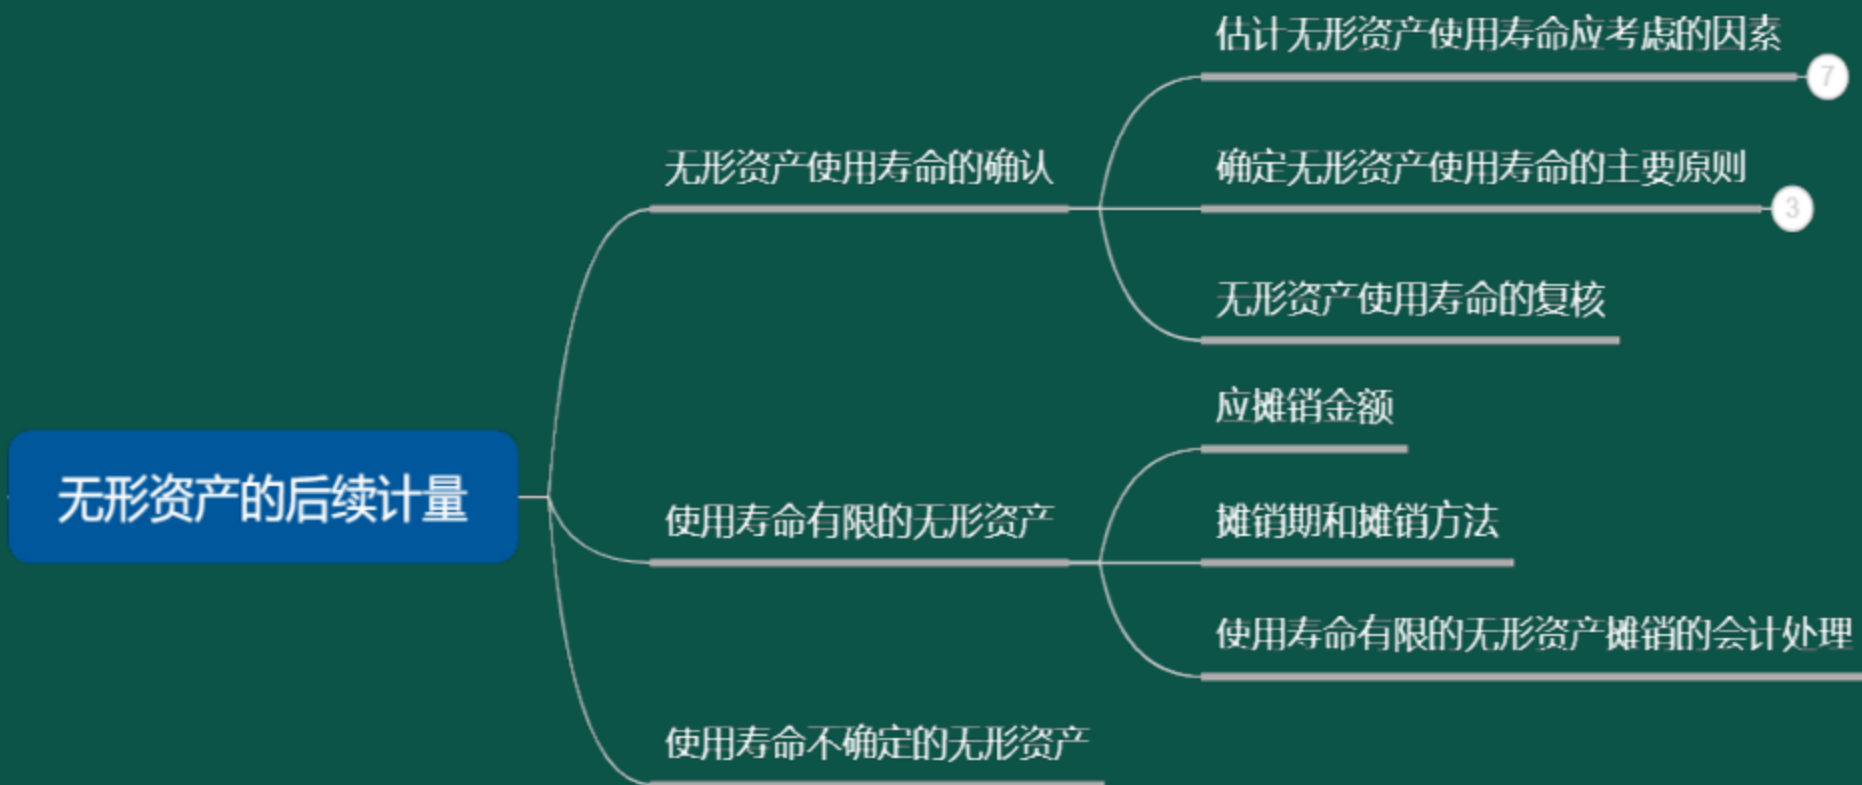 估计无形资产使用寿命应考虑的因素
7
无形资产使用寿命的确认
确定无形资产使用寿命的主要原则
3
无形资产使用寿命的复核
应摊销金额
无形资产的后续计量
使用寿命有限的无形资产
摊销期和摊销方法
使用寿命有限的无形资产摊销的会计处理
使用寿命不确定的无形资产